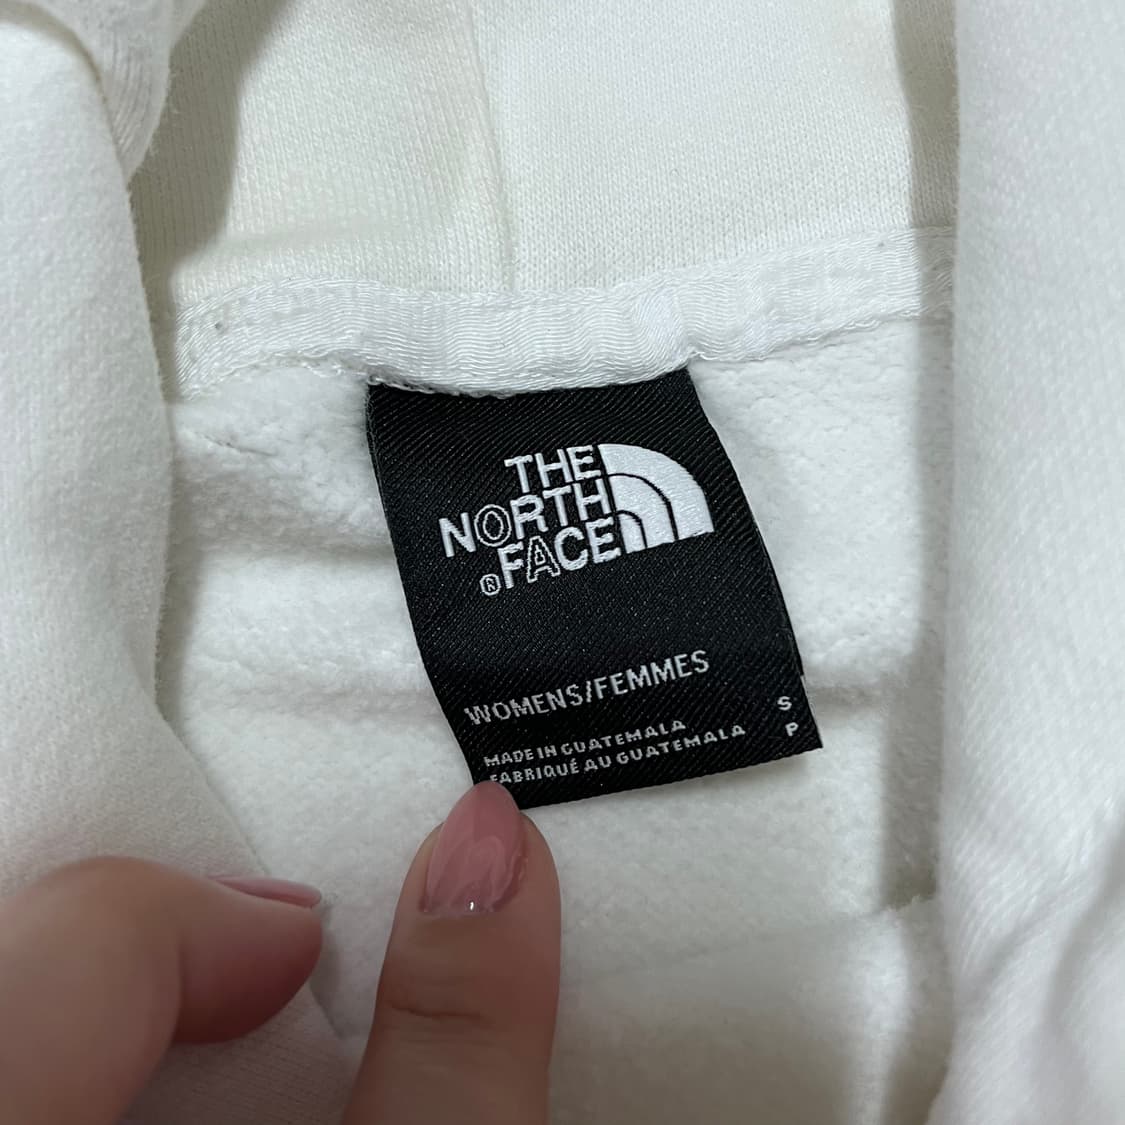 THE
NORTH
®FACE
WOMENS/FEMMES
MADE IN GUATEMALA
FABRIQUÉ AU GUATEMALA
S
P